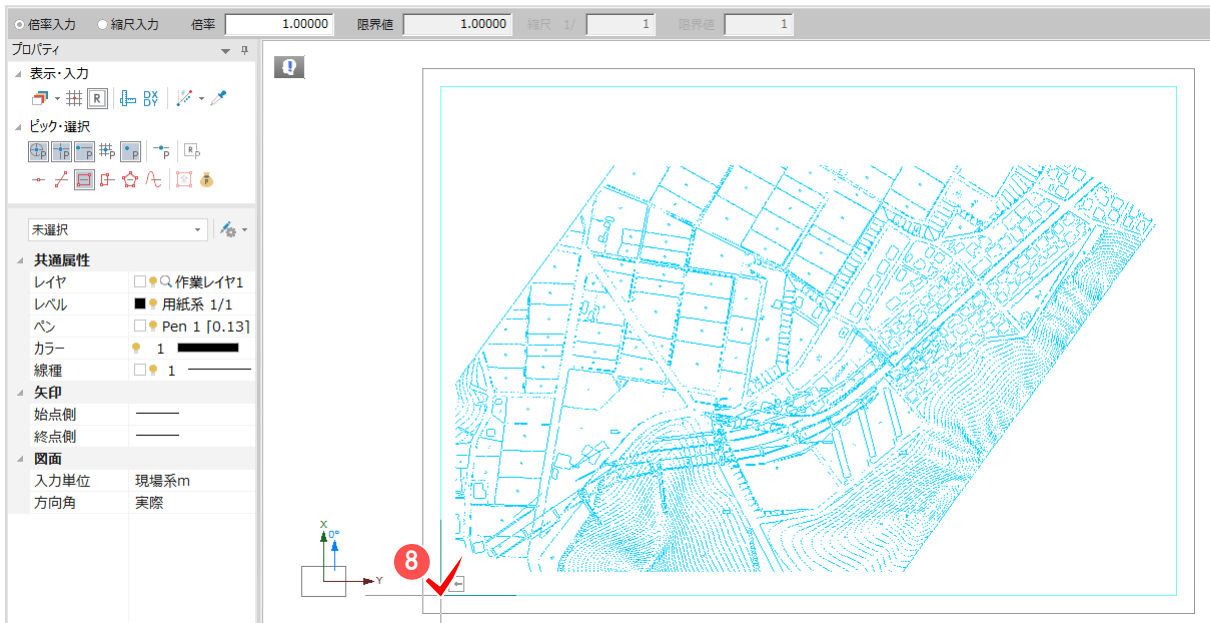 倍率入力 縮尺入力 倍率 1.00000 限界値 1.00000 縮尺 1/ 1 限界値 1
プロパティ
表示・入力
R DX DY
ピック・選択
P P P P P P R P
P
未選択
共通属性
レイヤ 作業レイヤ1
レベル 用紙系 1/1
ペン Pen 1 [0.13]
カラー 1
線種 1
矢印
始点側
終点側
図面
入力単位 現場系m
方向角 実際
X
0°
Y
8